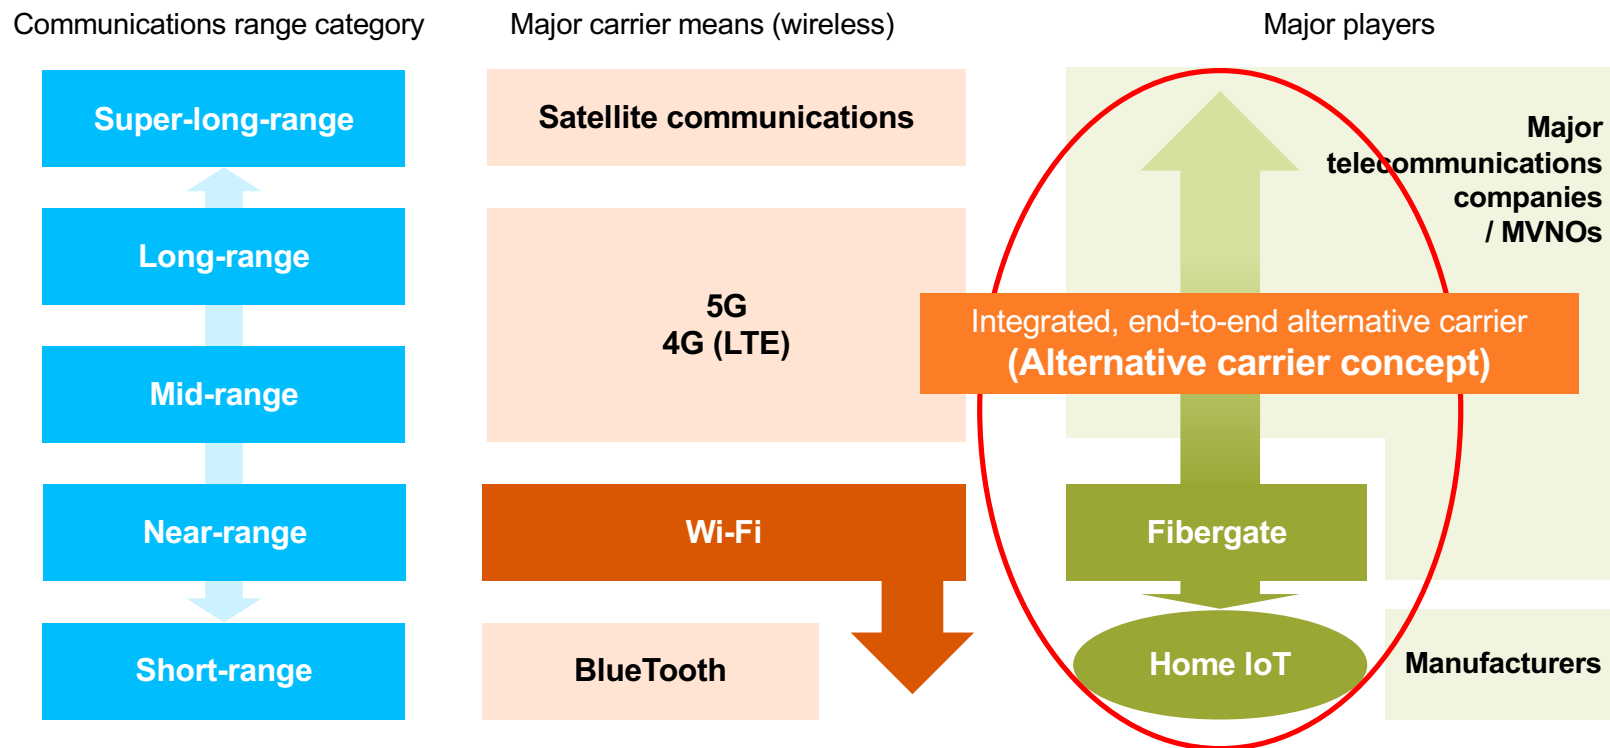 Communications range category
Major carrier means (wireless)
Major players
Super-long-range
Satellite communications
Major
telecommunications
companies
/ MVNOs
Long-range
5G
4G (LTE)
Integrated, end-to-end alternative carrier
(Alternative carrier concept)
Mid-range
Near-range
Wi-Fi
Fibergate
Short-range
BlueTooth
Home IoT
Manufacturers